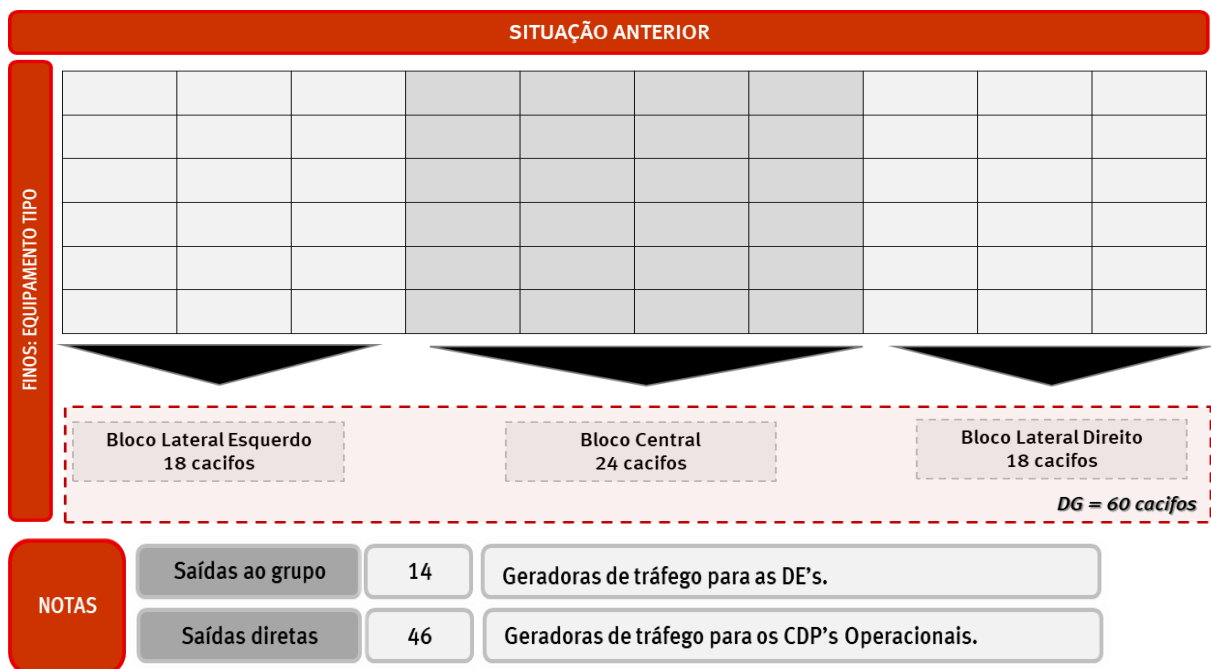 SITUAÇÃO ANTERIOR
FINOS: EQUIPAMENTO TIPO
Bloco Lateral Esquerdo
18 cacifos
Bloco Central
24 cacifos
Bloco Lateral Direito
18 cacifos
DG = 60 cacifos
NOTAS
Saídas ao grupo 14 Geradoras de tráfego para as DE's.
Saídas diretas 46 Geradoras de tráfego para os CDP's Operacionais.